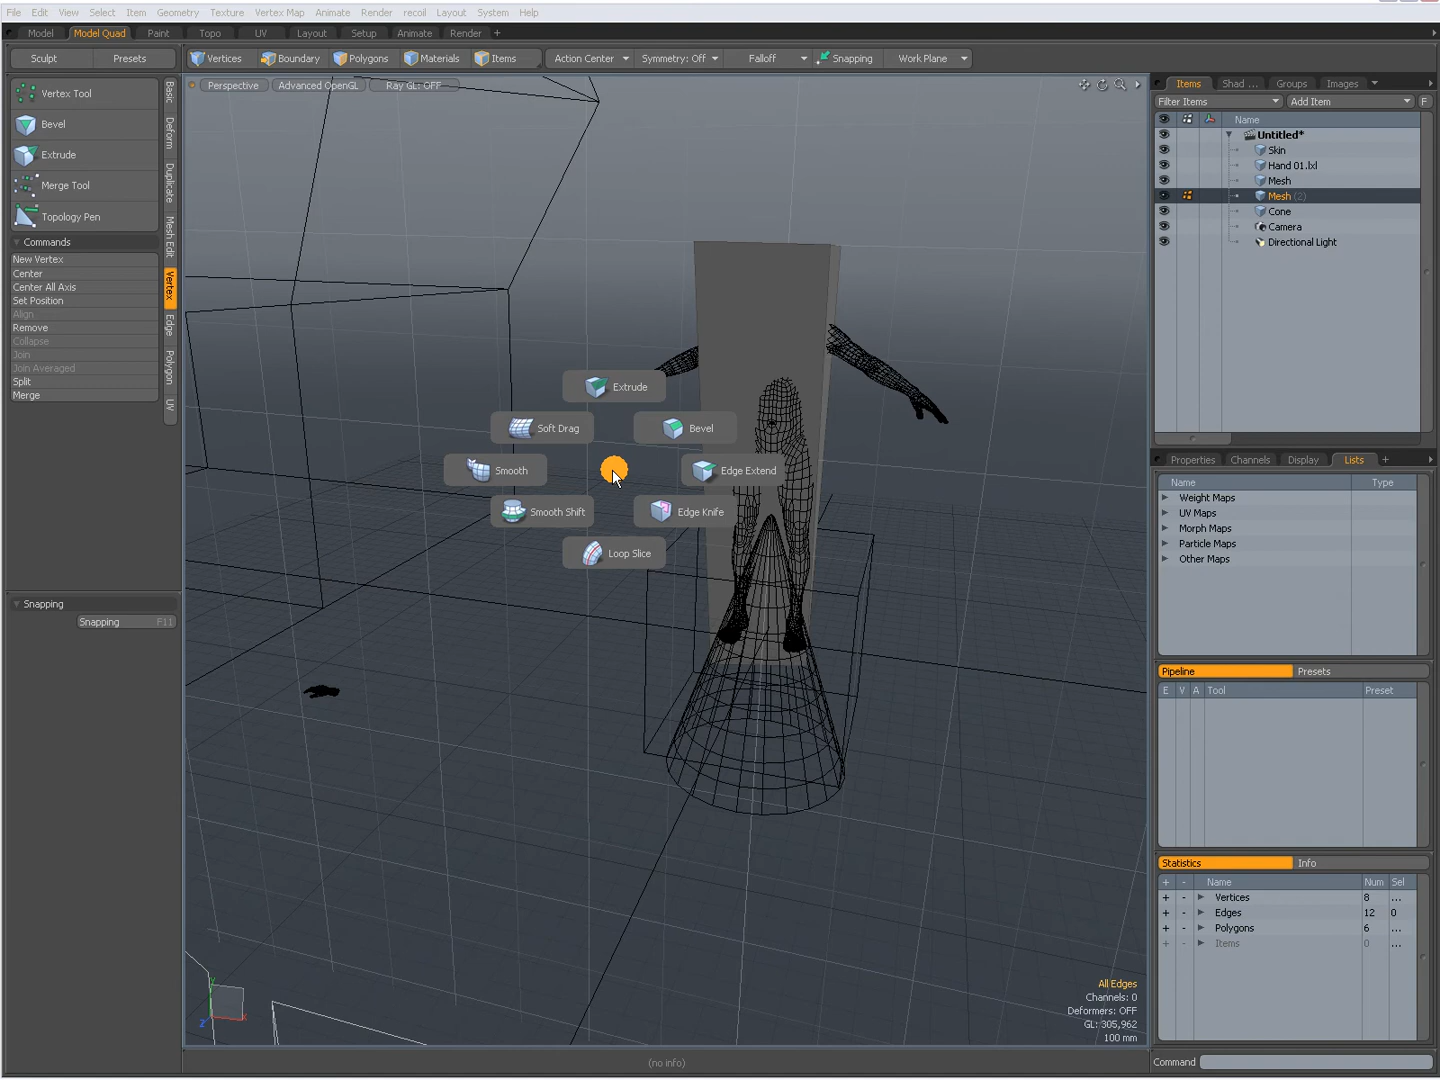 File Edit View Select Item Geometry Texture Vertex Map Animate Render recoil Layout System Help
Model Model Quad Paint Topo UV Layout Setup Animate Render +
Sculpt Presets Vertices Boundary Polygons Materials Items Action Center Symmetry: Off Falloff Snapping Work Plane
Perspective Advanced OpenGL Ray GL: OFF
Vertex Tool
Bevel
Extrude
Merge Tool
Topology Pen
Commands
New Vertex
Center
Center All Axis
Set Position
Align
Remove
Collapse
Join
Join Averaged
Split
Merge
Basic
Deform
Duplicate
Mesh Edit
Vertex
Edge
Polygon
UV
Snapping
Snapping F11
Extrude
Soft Drag Bevel
Smooth Edge Extend
Smooth Shift Edge Knife
Loop Slice
Y
Z X
All Edges
Channels: 0
Deformers: OFF
GL: 305,962
100 mm
(no info)
Items Shad ... Groups Images
Filter Items Add Item F
Name
Untitled*
Skin
Hand 01.lxl
Mesh
Mesh (2)
Cone
Camera
Directional Light
Properties Channels Display Lists +
Name Type
Weight Maps
UV Maps
Morph Maps
Particle Maps
Other Maps
Pipeline Presets
E V A Tool Preset
Statistics Info
+ - Name Num Sel
+ - Vertices 8 ...
+ - Edges 12 0
+ - Polygons 6 ...
+ - Items 0 ...
Command